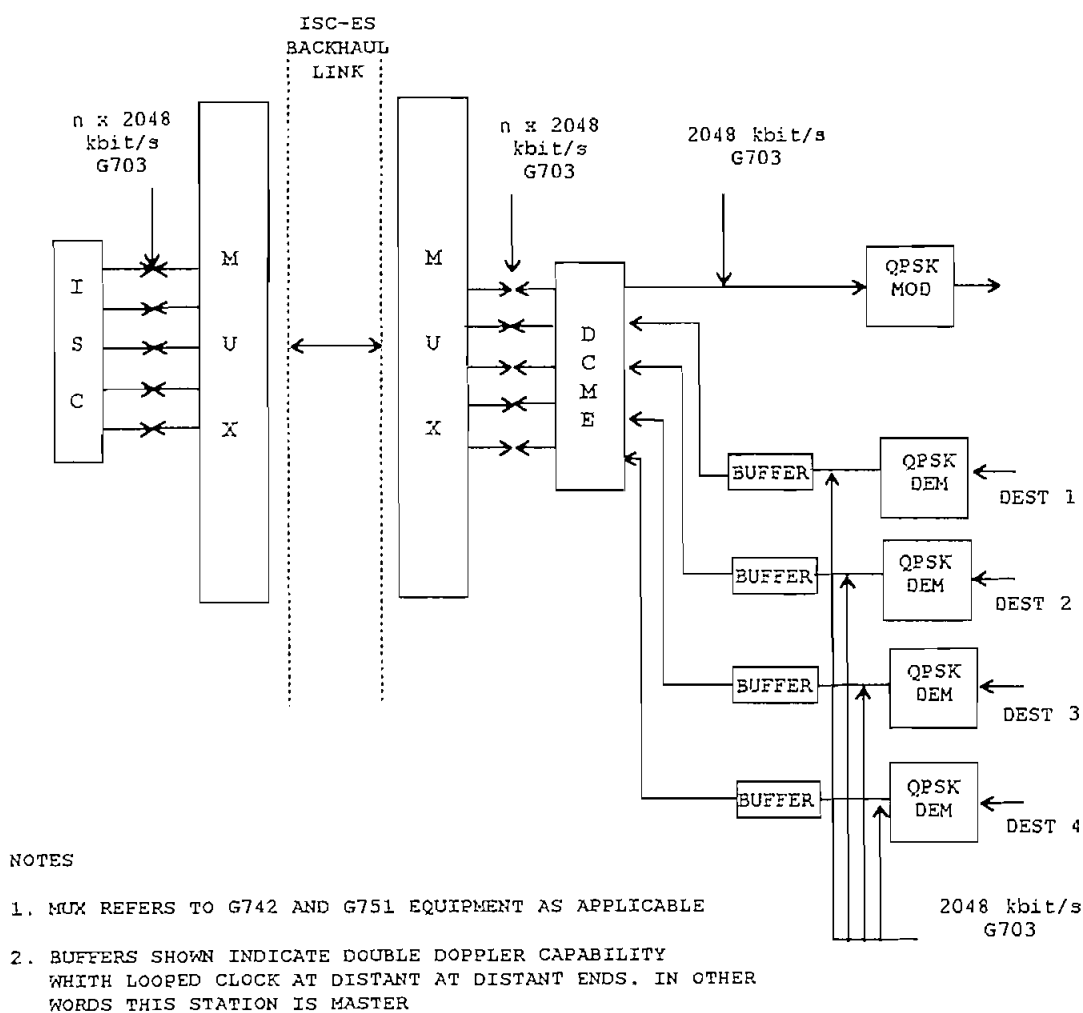 ISC-ES
BACKHAUL
LINK
n x 2048
kbit/s
G703
n x 2048
kbit/s
G703
2048 kbit/s
G703
I
S
C
M
U
X
M
U
X
D
C
M
E
QPSK
MOD
BUFFER
QPSK
DEM
DEST 1
BUFFER
QPSK
DEM
DEST 2
BUFFER
QPSK
DEM
DEST 3
BUFFER
QPSK
DEM
DEST 4
2048 kbit/s
G703
NOTES
1. MUX REFERS TO G742 AND G751 EQUIPMENT AS APPLICABLE
2. BUFFERS SHOWN INDICATE DOUBLE DOPPLER CAPABILITY
WHITH LOOPED CLOCK AT DISTANT AT DISTANT ENDS. IN OTHER
WORDS THIS STATION IS MASTER